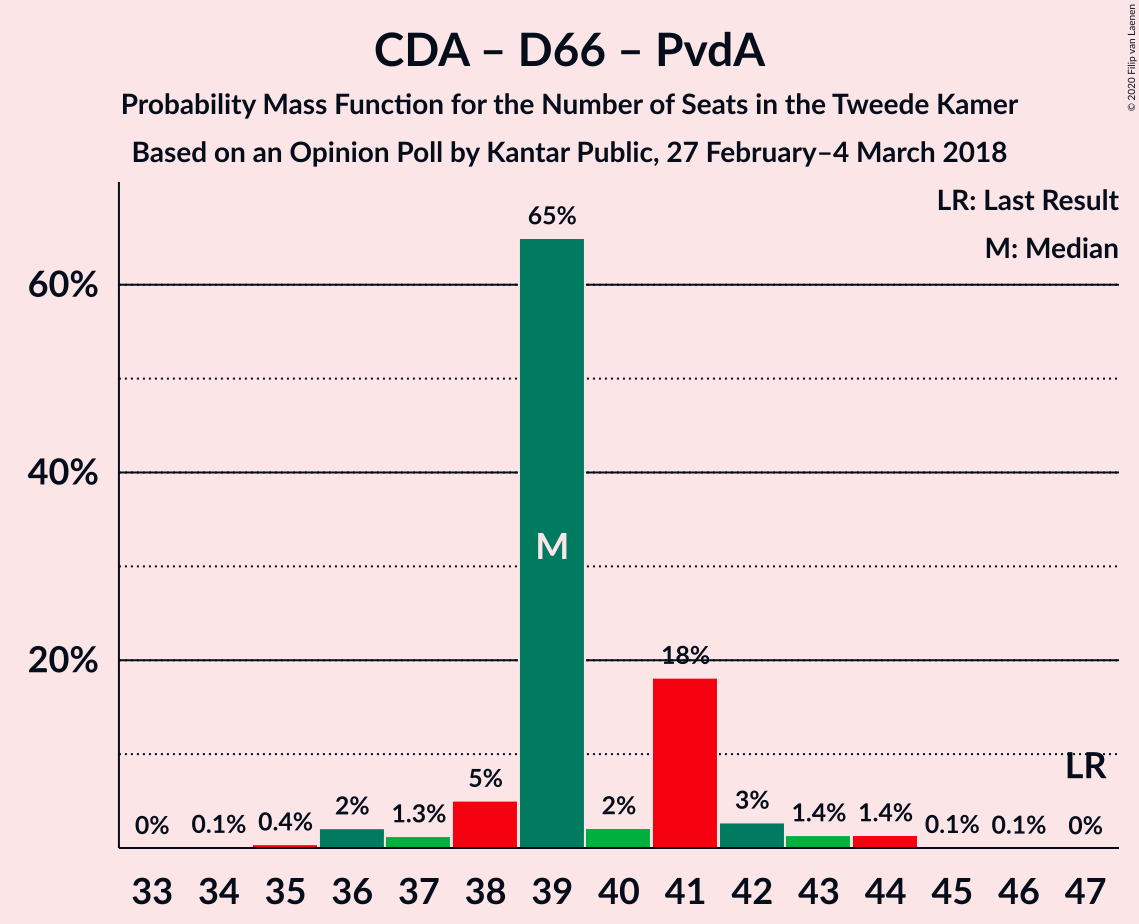 CDA – D66 – PvdA
Probability Mass Function for the Number of Seats in the Tweede Kamer
Based on an Opinion Poll by Kantar Public, 27 February–4 March 2018
© 2020 Filip van Laenen
LR: Last Result
M: Median
60%
40%
20%
0%
0.1%
0.4%
2%
1.3%
5%
65%
M
2%
18%
3%
1.4%
1.4%
0.1%
0.1%
0%
LR
33 34 35 36 37 38 39 40 41 42 43 44 45 46 47